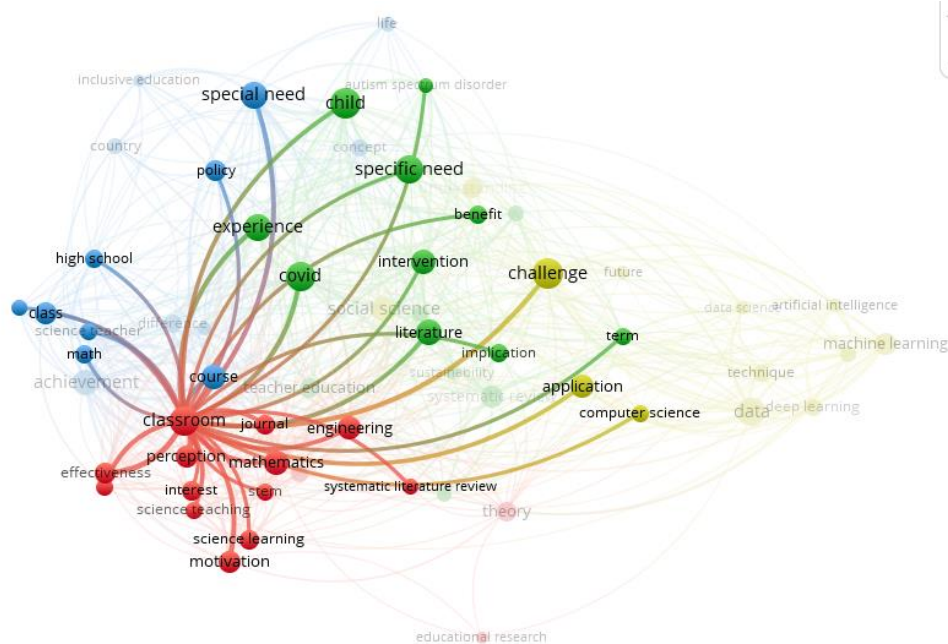 life
inclusive education
autism spectrum disorder
special need
child
country
concept
policy
specific need
benefit
experience
high school
covid
intervention
challenge
future
class
social science
data science
artificial intelligence
science teacher
difference
literature
term
machine learning
math
implication
achievement
course
teacher education
sustainability
technique
application
systematic review
classroom
journal
engineering
computer science
data
deep learning
perception
mathematics
effectiveness
interest
stem
systematic literature review
science teaching
theory
science learning
motivation
educational research